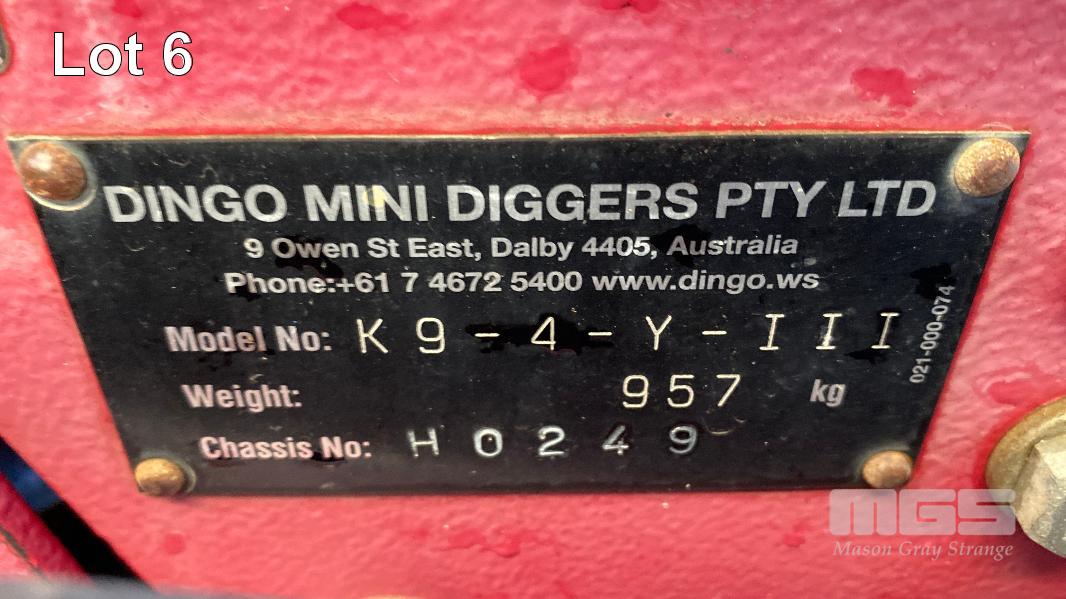 Lot 6
DINGO MINI DIGGERS PTY LTD
9 Owen St East, Dalby 4405, Australia
Phone:+61 7 4672 5400 www.dingo.ws
Model No: K9-4-Y-III
Weight: 957 kg
Chassis No: H0249
021-000-074
MGS
Mason Gray Strange